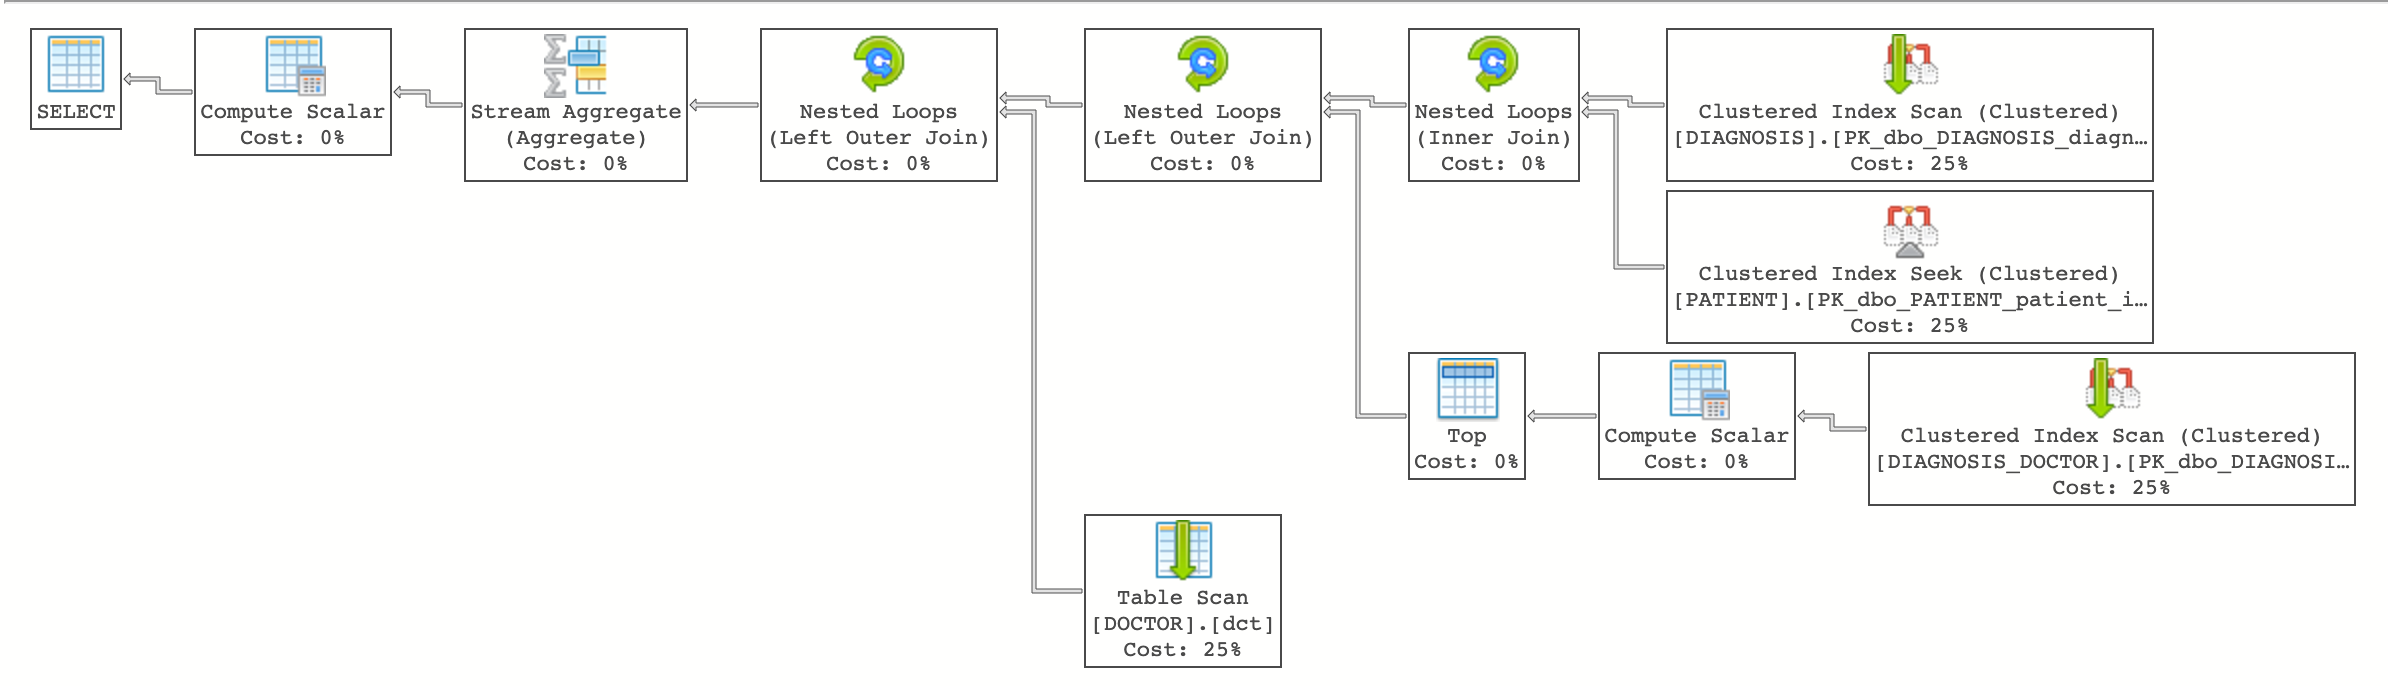 SELECT
Compute Scalar
Cost: 0%
Stream Aggregate
(Aggregate)
Cost: 0%
Nested Loops
(Left Outer Join)
Cost: 0%
Nested Loops
(Left Outer Join)
Cost: 0%
Nested Loops
(Inner Join)
Cost: 0%
Clustered Index Scan (Clustered)
[DIAGNOSIS].[PK_dbo_DIAGNOSIS_diagn…
Cost: 25%
Clustered Index Seek (Clustered)
[PATIENT].[PK_dbo_PATIENT_patient_i…
Cost: 25%
Top
Cost: 0%
Compute Scalar
Cost: 0%
Clustered Index Scan (Clustered)
[DIAGNOSIS_DOCTOR].[PK_dbo_DIAGNOSI…
Cost: 25%
Table Scan
[DOCTOR].[dct]
Cost: 25%